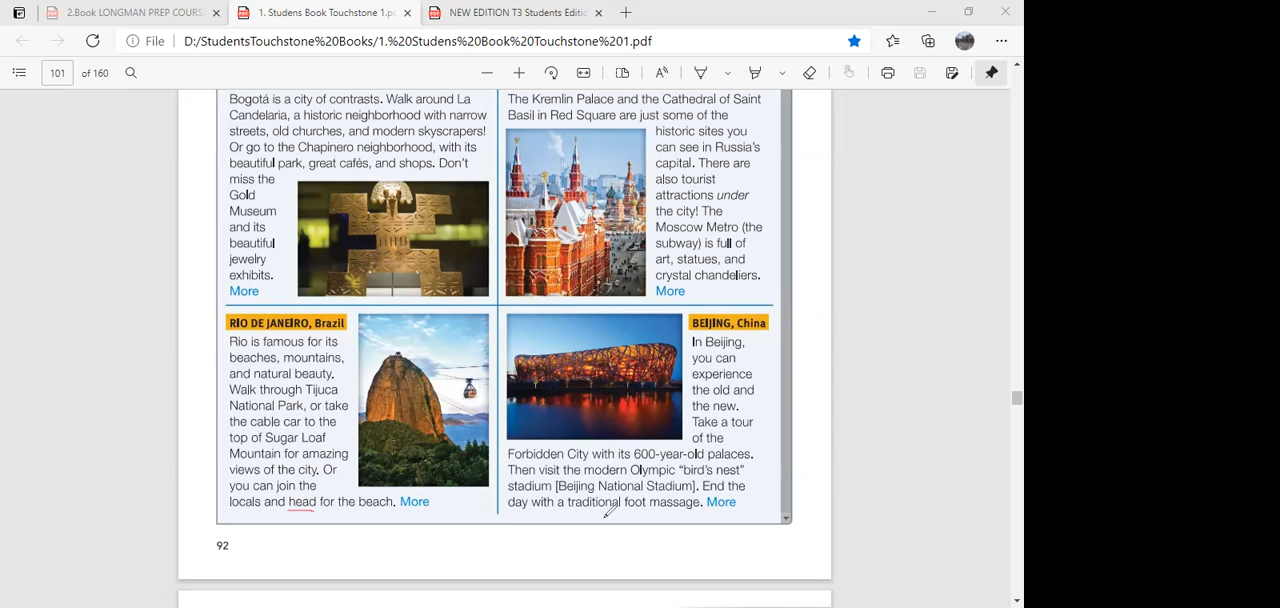 2.Book LONGMAN PREP COURS
1. Studens Book Touchstone 1.p
NEW EDITION T3 Students Editi
File
D:/StudentsTouchstone%20Books/1.%20Studens%20Book%20Touchstone%201.pdf
101 of 160
Bogotá is a city of contrasts. Walk around La
Candelaria, a historic neighborhood with narrow
streets, old churches, and modern skyscrapers!
Or go to the Chapinero neighborhood, with its
beautiful park, great cafés, and shops. Don't
miss the
Gold
Museum
and its
beautiful
jewelry
exhibits.
More
The Kremlin Palace and the Cathedral of Saint
Basil in Red Square are just some of the
historic sites you
can see in Russia's
capital. There are
also tourist
attractions under
the city! The
Moscow Metro (the
subway) is full of
art, statues, and
crystal chandeliers.
More
RIO DE JANEIRO, Brazil
Rio is famous for its
beaches, mountains,
and natural beauty.
Walk through Tijuca
National Park, or take
the cable car to the
top of Sugar Loaf
Mountain for amazing
views of the city. Or
you can join the
locals and head for the beach. More
BEIJING, China
In Beijing,
you can
experience
the old and
the new.
Take a tour
of the
Forbidden City with its 600-year-old palaces.
Then visit the modern Olympic “bird's nest”
stadium [Beijing National Stadium]. End the
day with a traditional foot massage. More
92